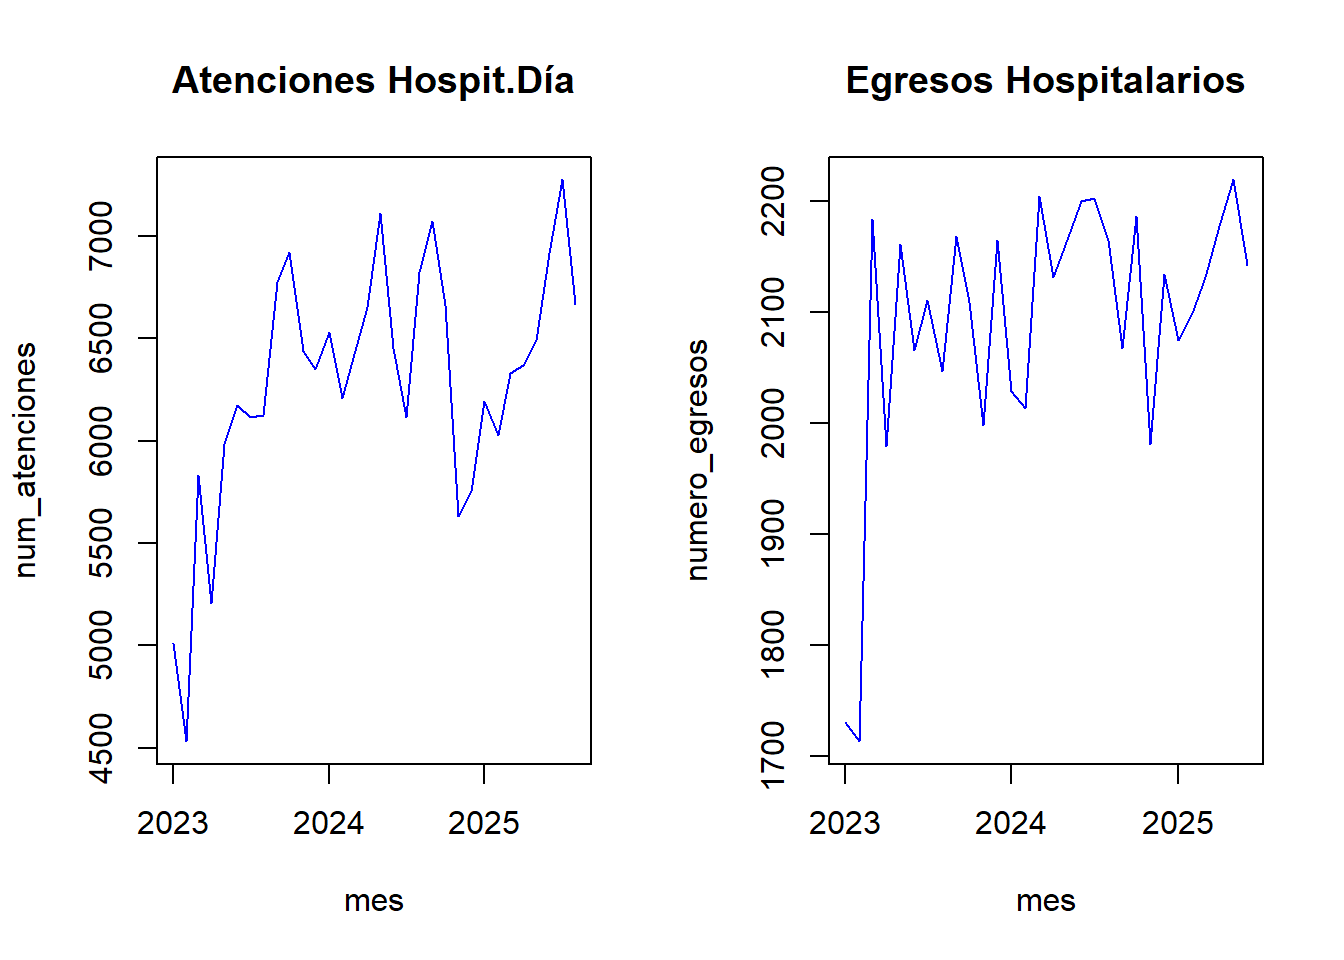 Atenciones Hospit.Día
num_atenciones
7000
6500
6000
5500
5000
4500
2023 2024 2025
mes
Egresos Hospitalarios
numero_egresos
2200
2100
2000
1900
1800
1700
2023 2024 2025
mes